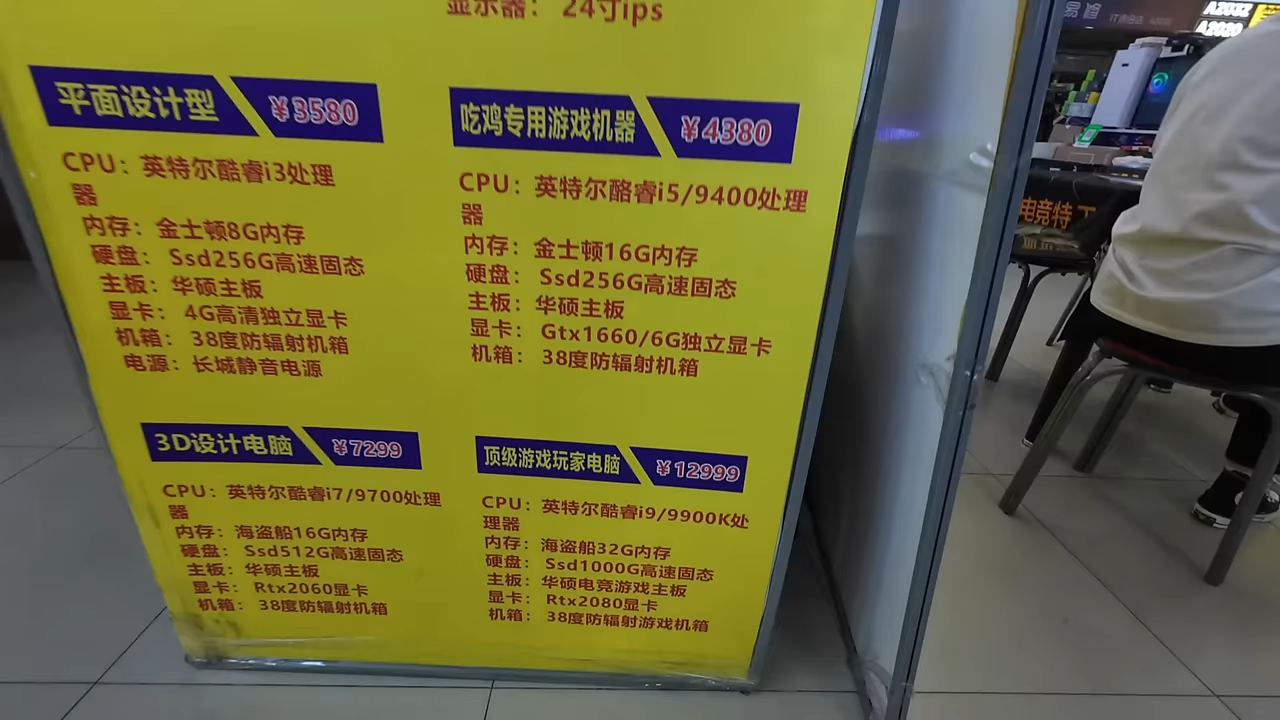 显示器： 24寸ips
平面设计型 ￥3580
CPU：英特尔酷睿i3处理
器
内存：金士顿8G内存
硬盘： Ssd256G高速固态
主板：华硕主板
显卡： 4G高清独立显卡
机箱： 38度防辐射机箱
电源：长城静音电源
吃鸡专用游戏机器 ￥4380
CPU：英特尔酪睿i5/9400处理
器
内存：金士顿16G内存
硬盘： Ssd256G高速固态
主板：华硕主板
显卡： Gtx1660/6G独立显卡
机箱： 38度防辐射机箱
3D设计电脑 ￥7299
CPU：英特尔酷睿i7/9700处理
器
内存：海盗船16G内存
硬盘： Ssd512G高速固态
主板：华硕主板
显卡： Rtx2060显卡
机箱： 38度防辐射机箱
顶级游戏玩家电脑 ￥12999
CPU：英特尔酷睿i9/9900K处
理器
内存：海盗船32G内存
硬盘： Ssd1000G高速固态
主板：华硕电竞游戏主板
显卡： Rtx2080显卡
机箱： 38度防辐射游戏机箱
A2032
A2020
电竞特